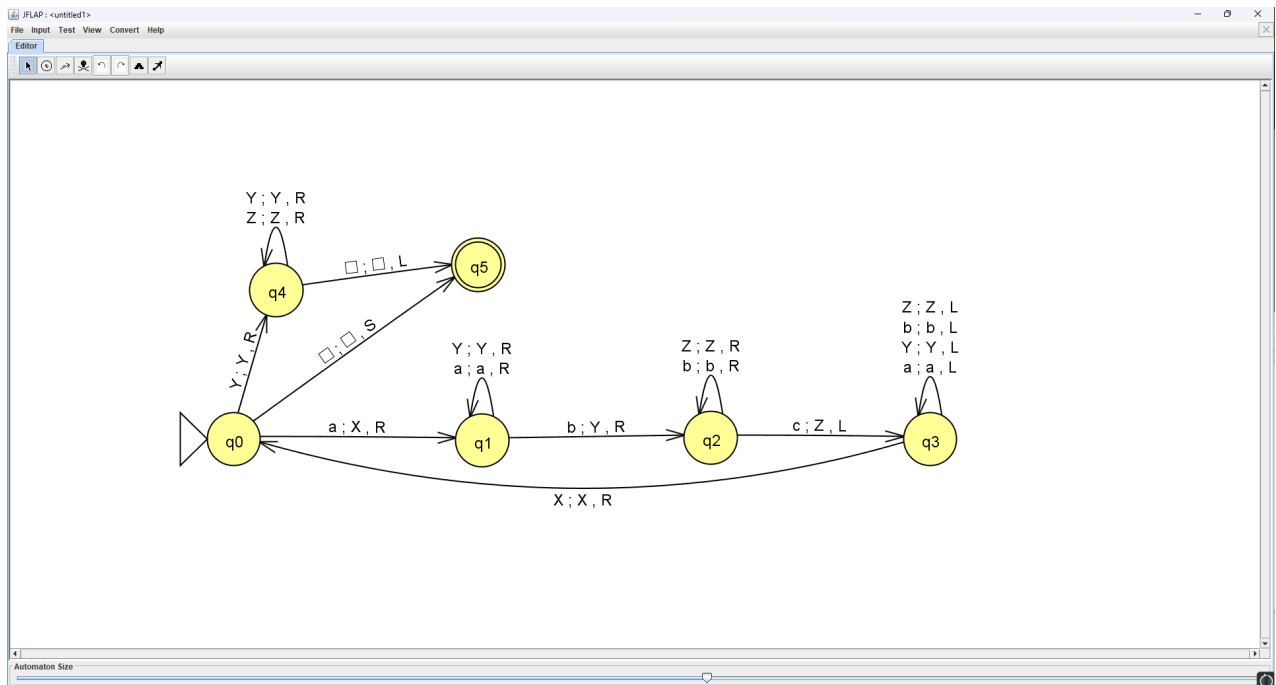 JFLAP : <untitled1>
File Input Test View Convert Help
Editor
Y ; Y , R
Z ; Z , R
q4
□ ; □ , L
q5
Y ; Y , R
□ ; □ , S
q0
a ; X , R
Y ; Y , R
a ; a , R
q1
b ; Y , R
Z ; Z , R
b ; b , R
q2
c ; Z , L
Z ; Z , L
b ; b , L
Y ; Y , L
a ; a , L
q3
X ; X , R
Automaton Size